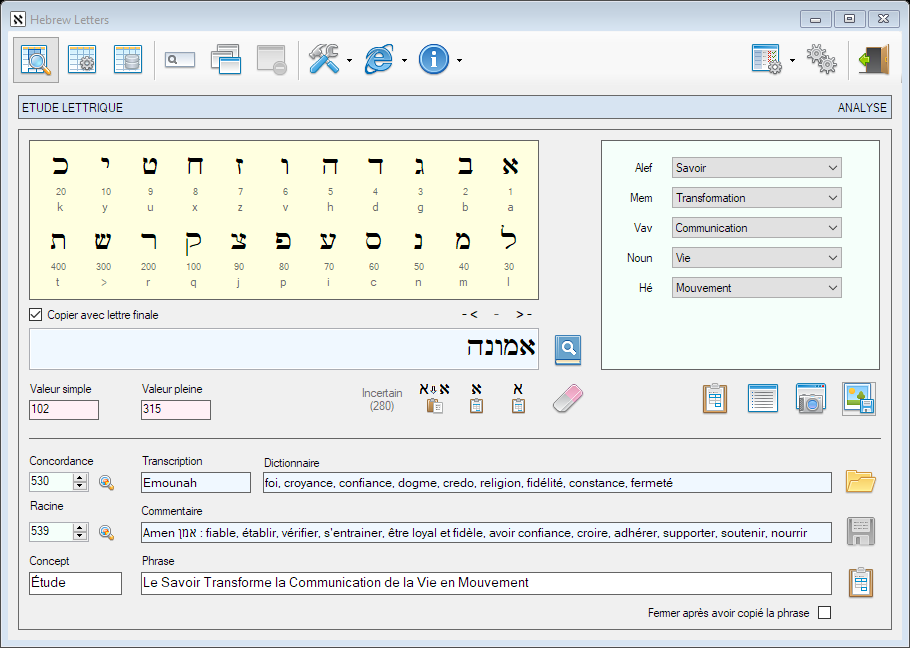 Hebrew Letters
ETUDE LETTRIQUE ANALYSE
כ י ט ח ז ו ה ד ג ב א
20 10 9 8 7 6 5 4 3 2 1
k y u x z v h d g b a
ת ש ר ק צ פ ע ס נ מ ל
400 300 200 100 90 80 70 60 50 40 30
t > r q j p i c n m l
Alef Savoir
Mem Transformation
Vav Communication
Noun Vie
Hé Mouvement
Copier avec lettre finale - < - > -
אמונה
Valeur simple Valeur pleine
102 315
Incertain
(280)
א א א א
Concordance Transcription Dictionnaire
530 Emounah foi, croyance, confiance, dogme, credo, religion, fidélité, constance, fermeté
Racine Commentaire
539 Amen אמן : fiable, établir, vérifier, s'entrainer, être loyal et fidèle, avoir confiance, croire, adhérer, supporter, soutenir, nourrir
Concept Phrase
Étude Le Savoir Transforme la Communication de la Vie en Mouvement
Fermer après avoir copié la phrase